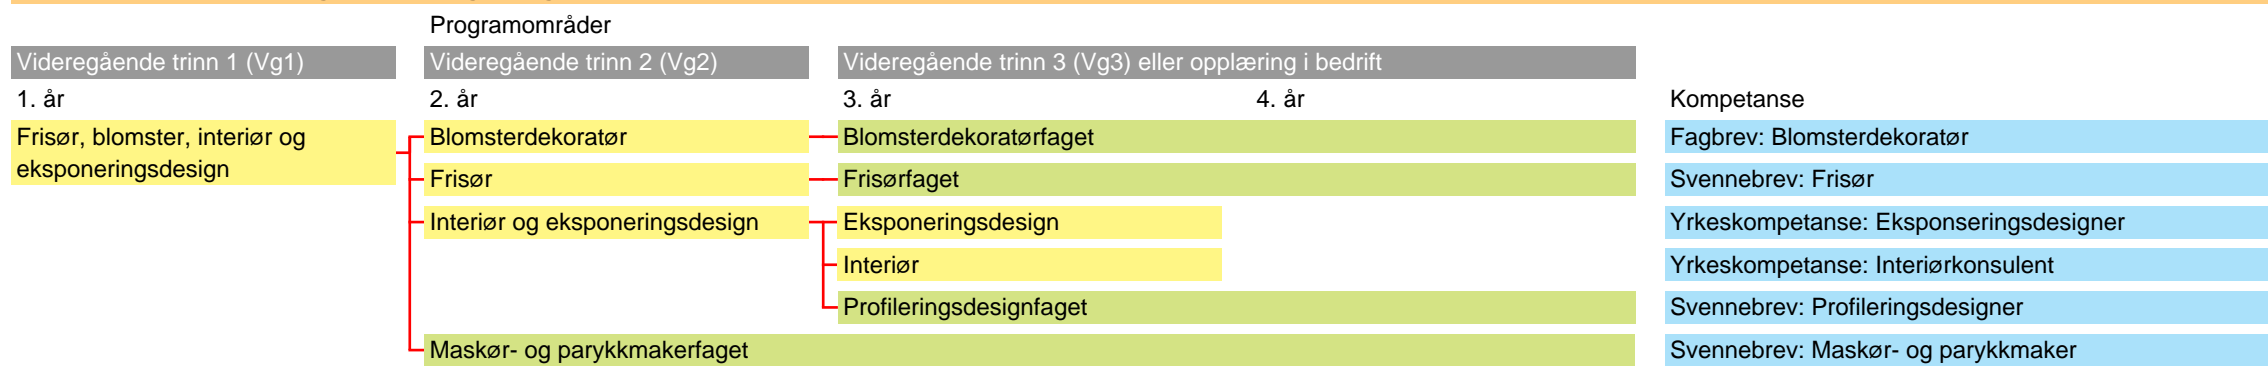 Programområder
Videregående trinn 1 (Vg1) Videregående trinn 2 (Vg2) Videregående trinn 3 (Vg3) eller opplæring i bedrift
1. år 2. år 3. år 4. år Kompetanse
Frisør, blomster, interiør og
eksponeringsdesign
Blomsterdekoratør Blomsterdekoratørfaget Fagbrev: Blomsterdekoratør
Frisør Frisørfaget Svennebrev: Frisør
Interiør og eksponeringsdesign Eksponeringsdesign Yrkeskompetanse: Eksponseringsdesigner
Interiør Yrkeskompetanse: Interiørkonsulent
Profileringsdesignfaget Svennebrev: Profileringsdesigner
Maskør- og parykkmakerfaget Svennebrev: Maskør- og parykkmaker